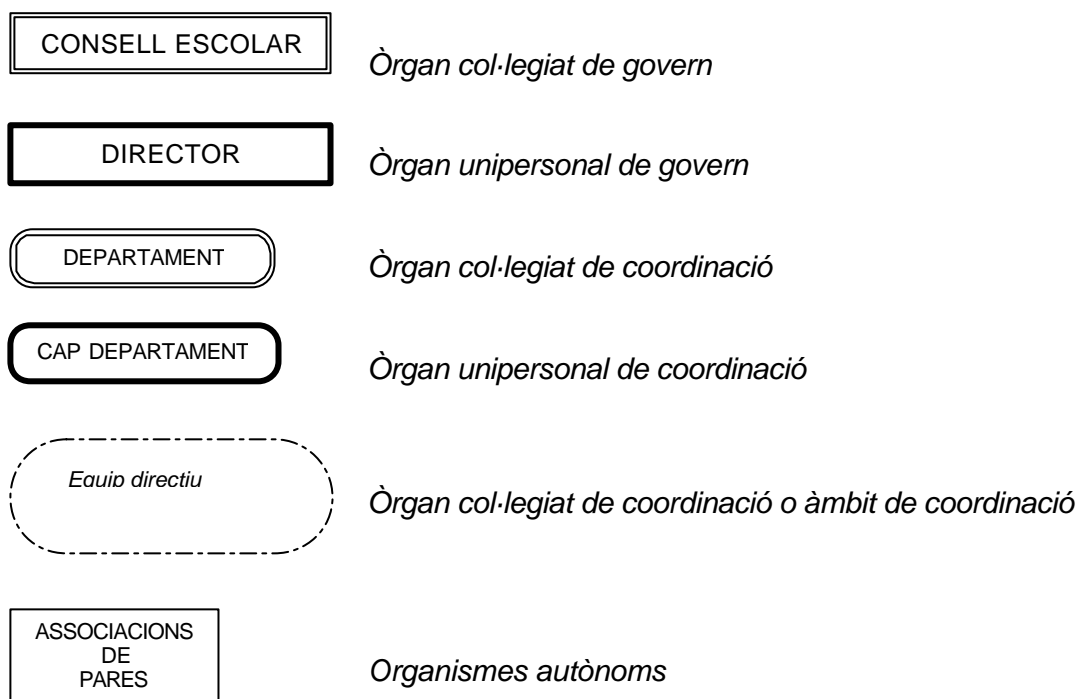 CONSELL ESCOLAR
Òrgan col·legiat de govern
DIRECTOR
Òrgan unipersonal de govern
DEPARTAMENT
Òrgan col·legiat de coordinació
CAP DEPARTAMENT
Òrgan unipersonal de coordinació
Equip directiu
Òrgan col·legiat de coordinació o àmbit de coordinació
ASSOCIACIONS
DE
PARES
Organismes autònoms